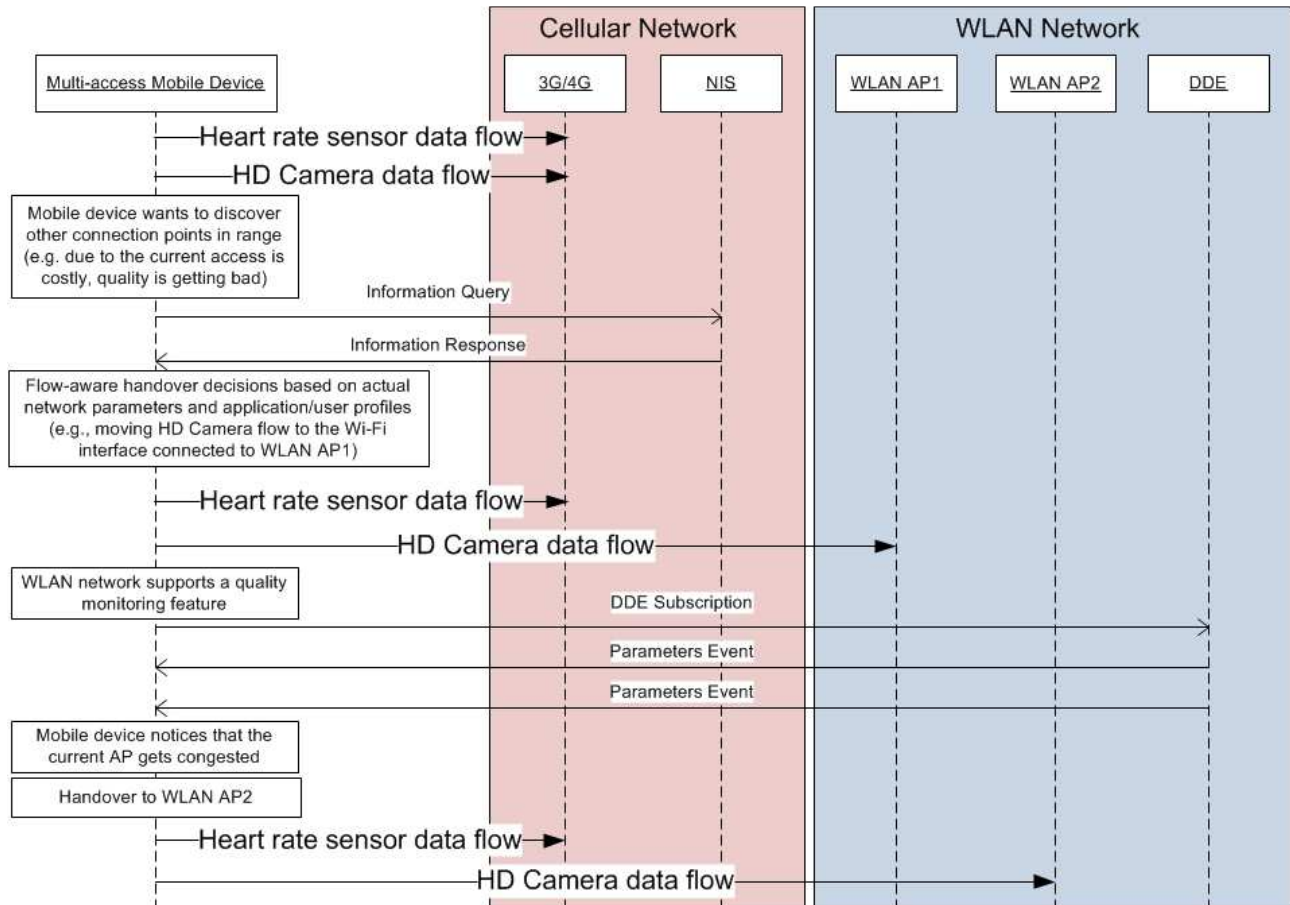 Cellular Network
WLAN Network
Multi-access Mobile Device
3G/4G
NIS
WLAN AP1
WLAN AP2
DDE
Heart rate sensor data flow
HD Camera data flow
Mobile device wants to discover
other connection points in range
(e.g. due to the current access is
costly, quality is getting bad)
Information Query
Information Response
Flow-aware handover decisions based on actual
network parameters and application/user profiles
(e.g., moving HD Camera flow to the Wi-Fi
interface connected to WLAN AP1)
Heart rate sensor data flow
HD Camera data flow
WLAN network supports a quality
monitoring feature
DDE Subscription
Parameters Event
Parameters Event
Mobile device notices that the
current AP gets congested
Handover to WLAN AP2
Heart rate sensor data flow
HD Camera data flow